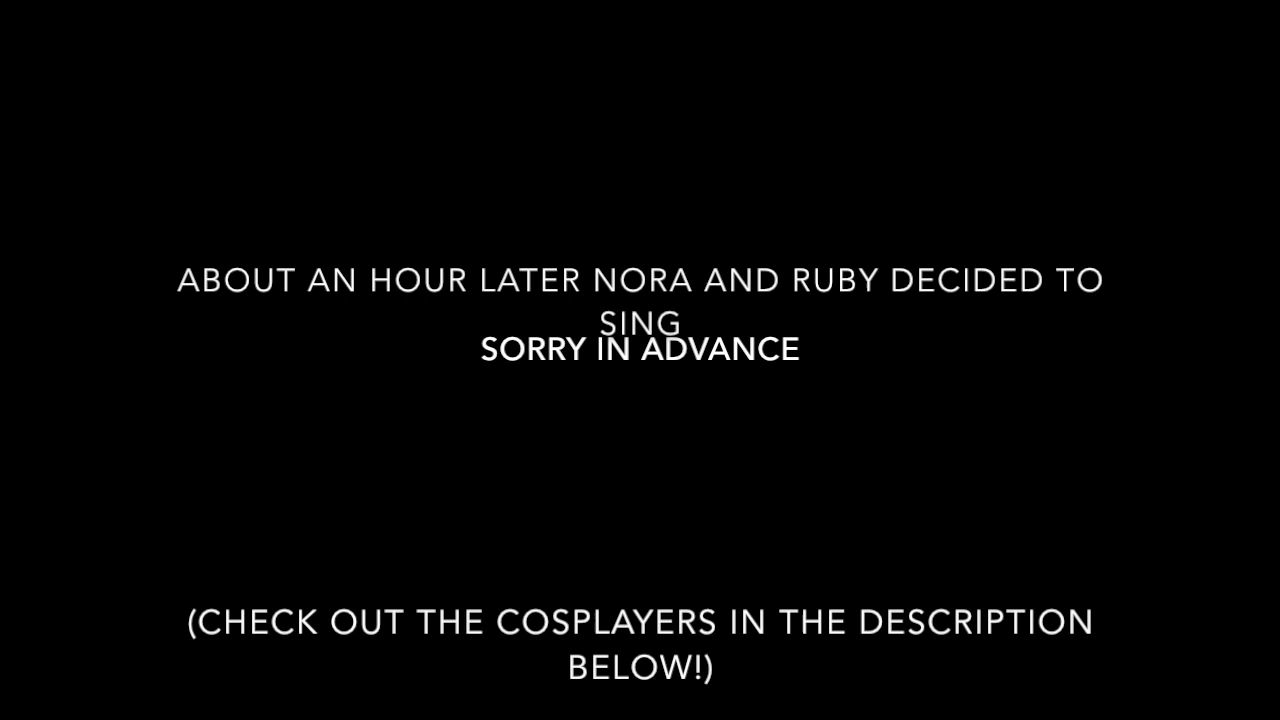 ABOUT AN HOUR LATER NORA AND RUBY DECIDED TO
SING
SORRY IN ADVANCE
(CHECK OUT THE COSPLAYERS IN THE DESCRIPTION
BELOW!)